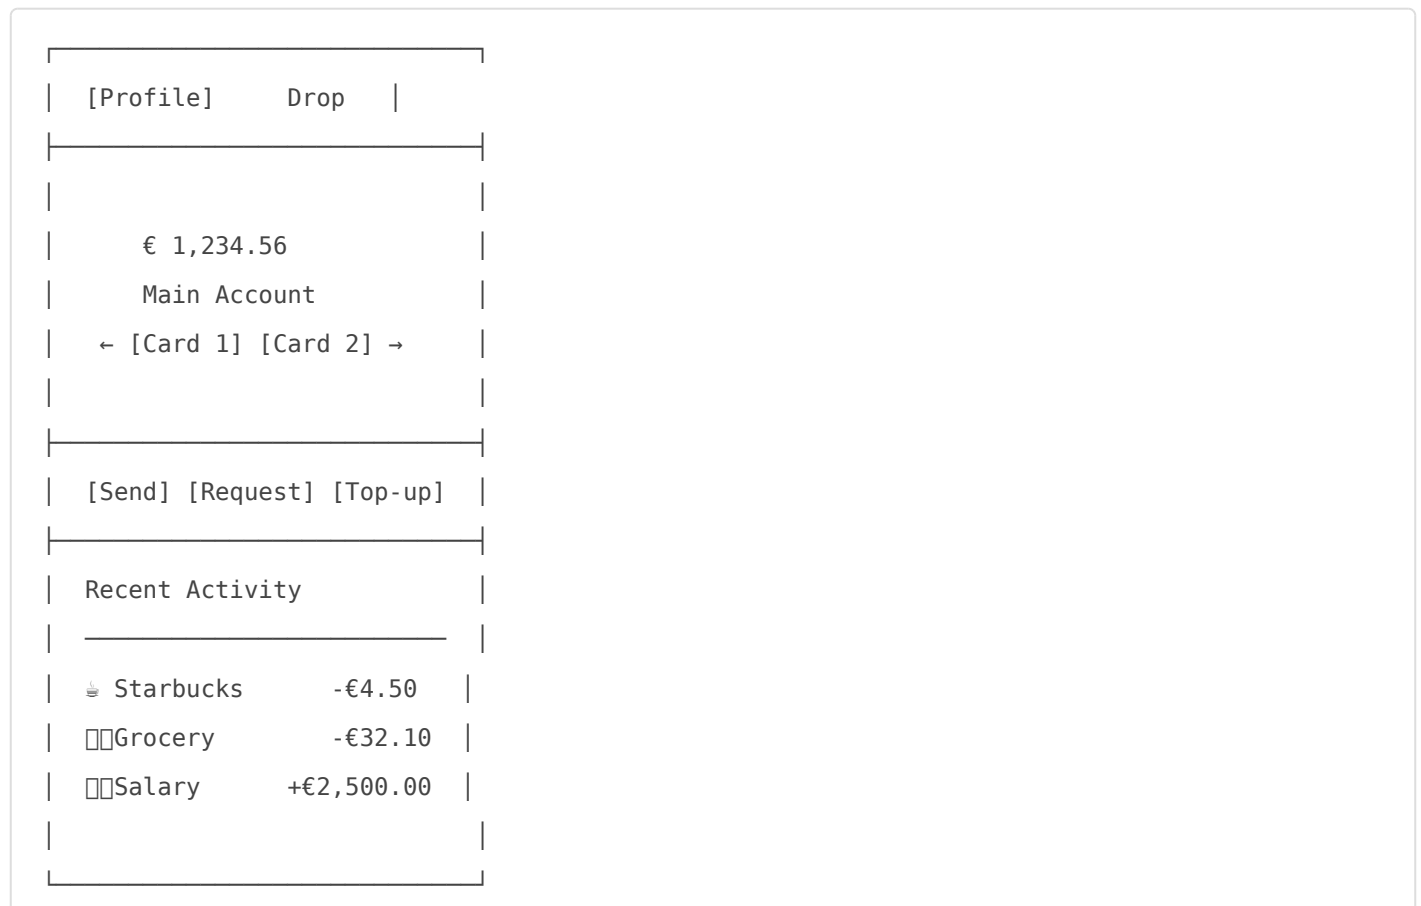 [Profile] Drop
€ 1,234.56
Main Account
← [Card 1] [Card 2] →
[Send] [Request] [Top-up]
Recent Activity
☕ Starbucks -€4.50
Grocery -€32.10
Salary +€2,500.00